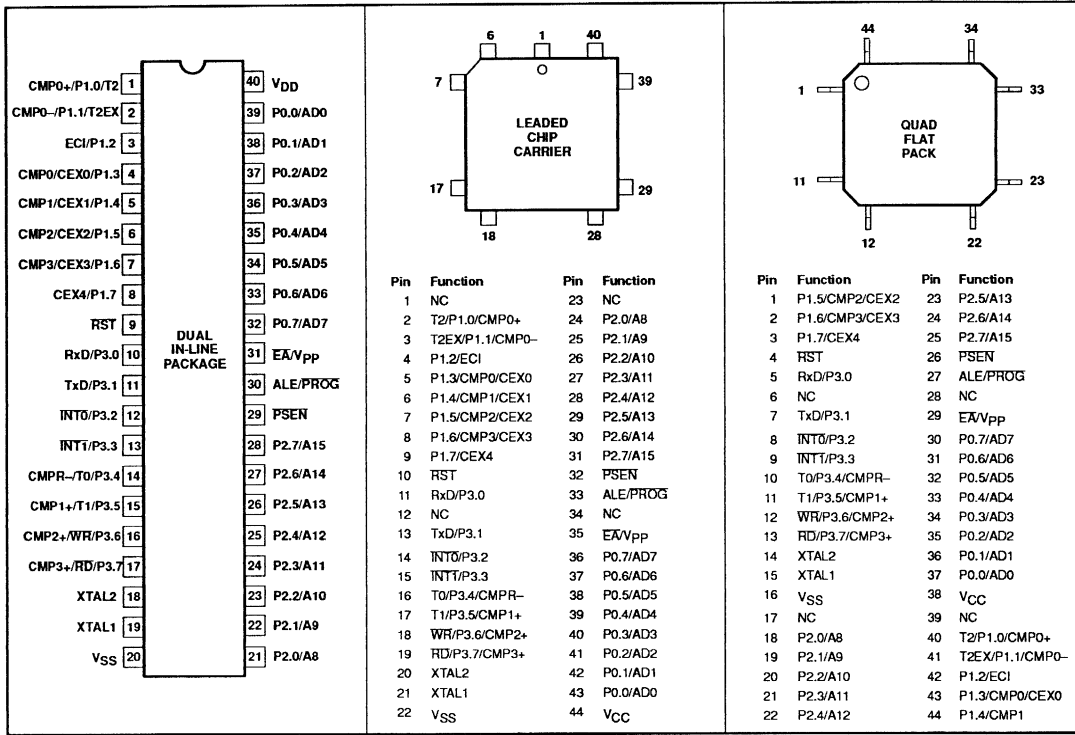 CMP0+/P1.0/T2 1 40 VDD
CMP0–/P1.1/T2EX 2 39 P0.0/AD0
ECI/P1.2 3 38 P0.1/AD1
CMP0/CEX0/P1.3 4 37 P0.2/AD2
CMP1/CEX1/P1.4 5 36 P0.3/AD3
CMP2/CEX2/P1.5 6 35 P0.4/AD4
CMP3/CEX3/P1.6 7 34 P0.5/AD5
CEX4/P1.7 8 33 P0.6/AD6
RST 9 32 P0.7/AD7
RxD/P3.0 10 31 EA/VPP
TxD/P3.1 11 30 ALE/PROG
INT0/P3.2 12 29 PSEN
INT1/P3.3 13 28 P2.7/A15
CMPR–/T0/P3.4 14 27 P2.6/A14
CMP1+/T1/P3.5 15 26 P2.5/A13
CMP2+/WR/P3.6 16 25 P2.4/A12
CMP3+/RD/P3.7 17 24 P2.3/A11
XTAL2 18 23 P2.2/A10
XTAL1 19 22 P2.1/A9
VSS 20 21 P2.0/A8
DUAL
IN-LINE
PACKAGE
6 1 40
7 39
LEADED
CHIP
CARRIER
17 29
18 28
Pin Function Pin Function
1 NC 23 NC
2 T2/P1.0/CMP0+ 24 P2.0/A8
3 T2EX/P1.1/CMP0– 25 P2.1/A9
4 P1.2/ECI 26 P2.2/A10
5 P1.3/CMP0/CEX0 27 P2.3/A11
6 P1.4/CMP1/CEX1 28 P2.4/A12
7 P1.5/CMP2/CEX2 29 P2.5/A13
8 P1.6/CMP3/CEX3 30 P2.6/A14
9 P1.7/CEX4 31 P2.7/A15
10 RST 32 PSEN
11 RxD/P3.0 33 ALE/PROG
12 NC 34 NC
13 TxD/P3.1 35 EA/VPP
14 INT0/P3.2 36 P0.7/AD7
15 INT1/P3.3 37 P0.6/AD6
16 T0/P3.4/CMPR– 38 P0.5/AD5
17 T1/P3.5/CMP1+ 39 P0.4/AD4
18 WR/P3.6/CMP2+ 40 P0.3/AD3
19 RD/P3.7/CMP3+ 41 P0.2/AD2
20 XTAL2 42 P0.1/AD1
21 XTAL1 43 P0.0/AD0
22 VSS 44 VCC
44 34
1 33
QUAD
FLAT
PACK
11 23
12 22
Pin Function Pin Function
1 P1.5/CMP2/CEX2 23 P2.5/A13
2 P1.6/CMP3/CEX3 24 P2.6/A14
3 P1.7/CEX4 25 P2.7/A15
4 RST 26 PSEN
5 RxD/P3.0 27 ALE/PROG
6 NC 28 NC
7 TxD/P3.1 29 EA/VPP
8 INT0/P3.2 30 P0.7/AD7
9 INT1/P3.3 31 P0.6/AD6
10 T0/P3.4/CMPR– 32 P0.5/AD5
11 T1/P3.5/CMP1+ 33 P0.4/AD4
12 WR/P3.6/CMP2+ 34 P0.3/AD3
13 RD/P3.7/CMP3+ 35 P0.2/AD2
14 XTAL2 36 P0.1/AD1
15 XTAL1 37 P0.0/AD0
16 VSS 38 VCC
17 NC 39 NC
18 P2.0/A8 40 T2/P1.0/CMP0+
19 P2.1/A9 41 T2EX/P1.1/CMP0–
20 P2.2/A10 42 P1.2/ECI
21 P2.3/A11 43 P1.3/CMP0/CEX0
22 P2.4/A12 44 P1.4/CMP1